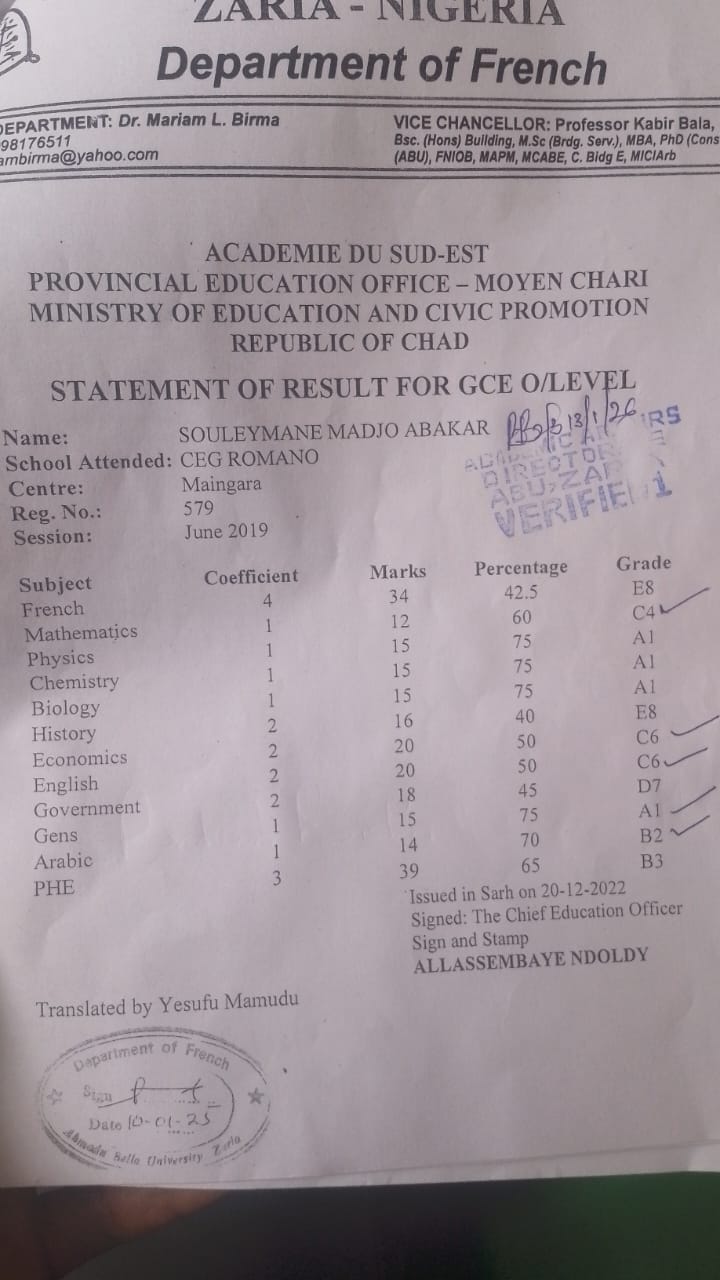 ZARIA - NIGERIA
Department of French
DEPARTMENT: Dr. Mariam L. Birma
98176511
ambirma@yahoo.com
VICE CHANCELLOR: Professor Kabir Bala,
Bsc. (Hons) Building, M.Sc (Brdg. Serv.), MBA, PhD (Cons
(ABU), FNIOB, MAPM, MCABE, C. Bidg E, MICIArb
ACADEMIE DU SUD-EST
PROVINCIAL EDUCATION OFFICE – MOYEN CHARI
MINISTRY OF EDUCATION AND CIVIC PROMOTION
REPUBLIC OF CHAD
STATEMENT OF RESULT FOR GCE O/LEVEL
Name: SOULEYMANE MADJO ABAKAR
School Attended: CEG ROMANO
Centre: Maingara
Reg. No.: 579
Session: June 2019
13/1/26
DIRECTOR
VERIFIED 1
Subject Coefficient Marks Percentage Grade
French 4 34 42.5 E8
Mathematics 1 12 60 C4
Physics 1 15 75 A1
Chemistry 1 15 75 A1
Biology 1 15 75 A1
History 2 16 40 E8
Economics 2 20 50 C6
English 2 20 50 C6
Government 2 18 45 D7
Gens 1 15 75 A1
Arabic 1 14 70 B2
PHE 3 39 65 B3
Issued in Sarh on 20-12-2022
Signed: The Chief Education Officer
Sign and Stamp
ALLASSEMBAYE NDOLDY
Translated by Yesufu Mamudu
Department of French
Sign
Date 10-01-25
Ahmadu Bello University Zaria